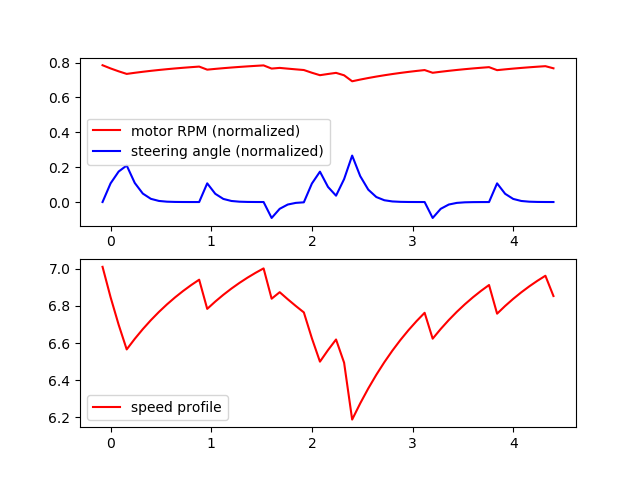 0.8
0.6
0.4
0.2
0.0
motor RPM (normalized)
steering angle (normalized)
0 1 2 3 4
7.0
6.8
6.6
6.4
6.2
speed profile
0 1 2 3 4